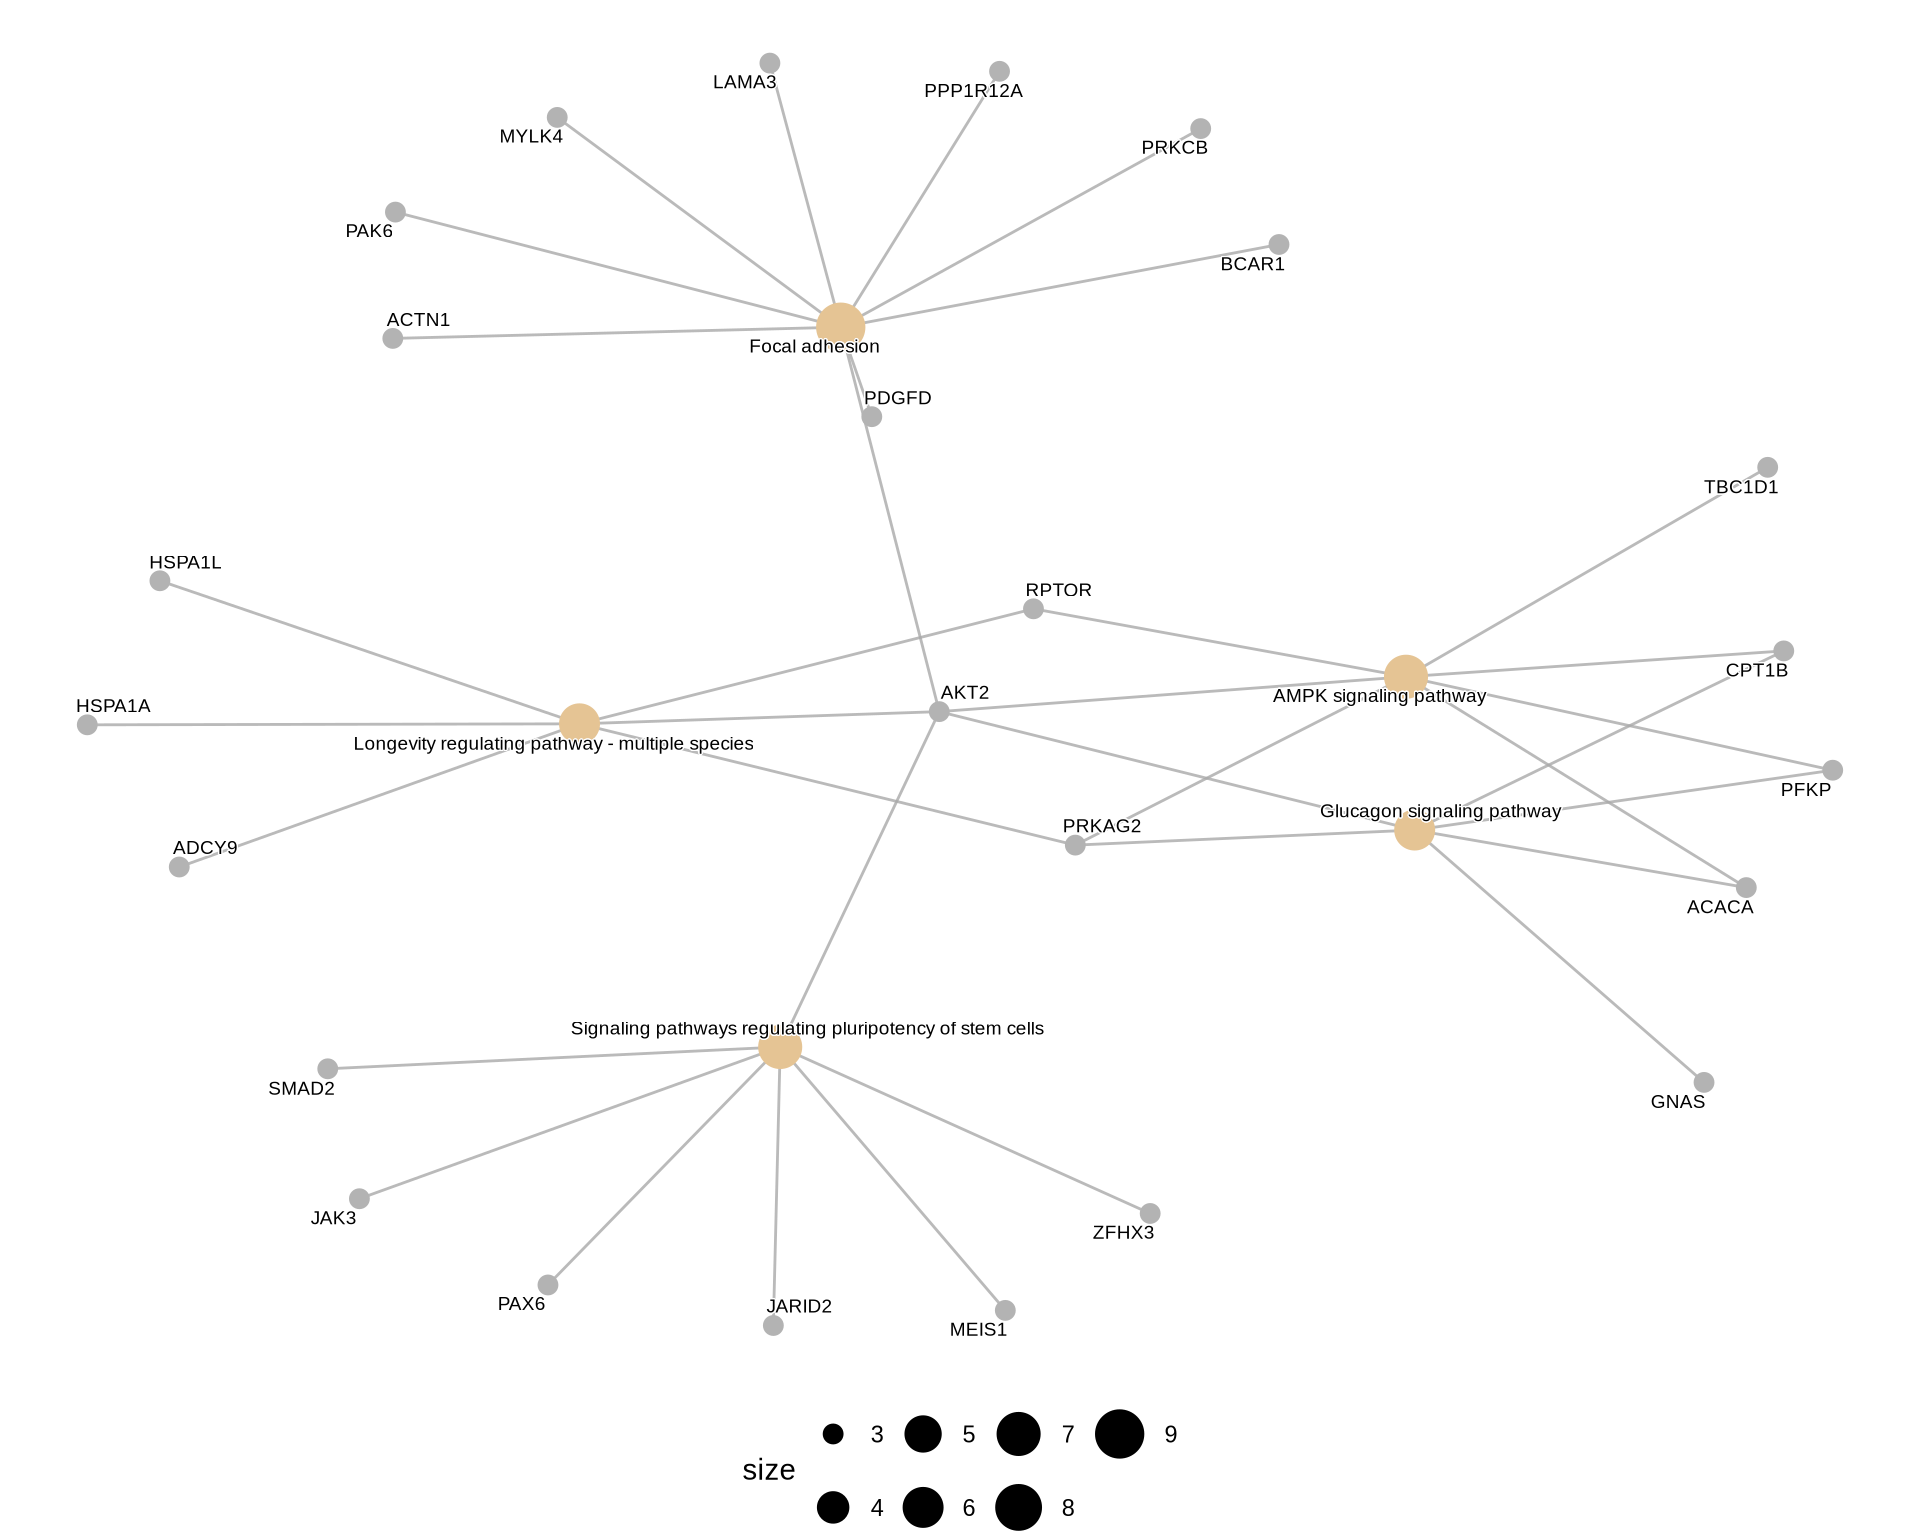 LAMA3
PPP1R12A
MYLK4
PRKCB
PAK6
BCAR1
ACTN1
Focal adhesion
PDGFD
TBC1D1
HSPA1L
RPTOR
CPT1B
AKT2
AMPK signaling pathway
HSPA1A
Longevity regulating pathway - multiple species
PFKP
Glucagon signaling pathway
PRKAG2
ADCY9
ACACA
Signaling pathways regulating pluripotency of stem cells
SMAD2
GNAS
JAK3
ZFHX3
PAX6
JARID2
MEIS1
size
3 5 7 9
4 6 8